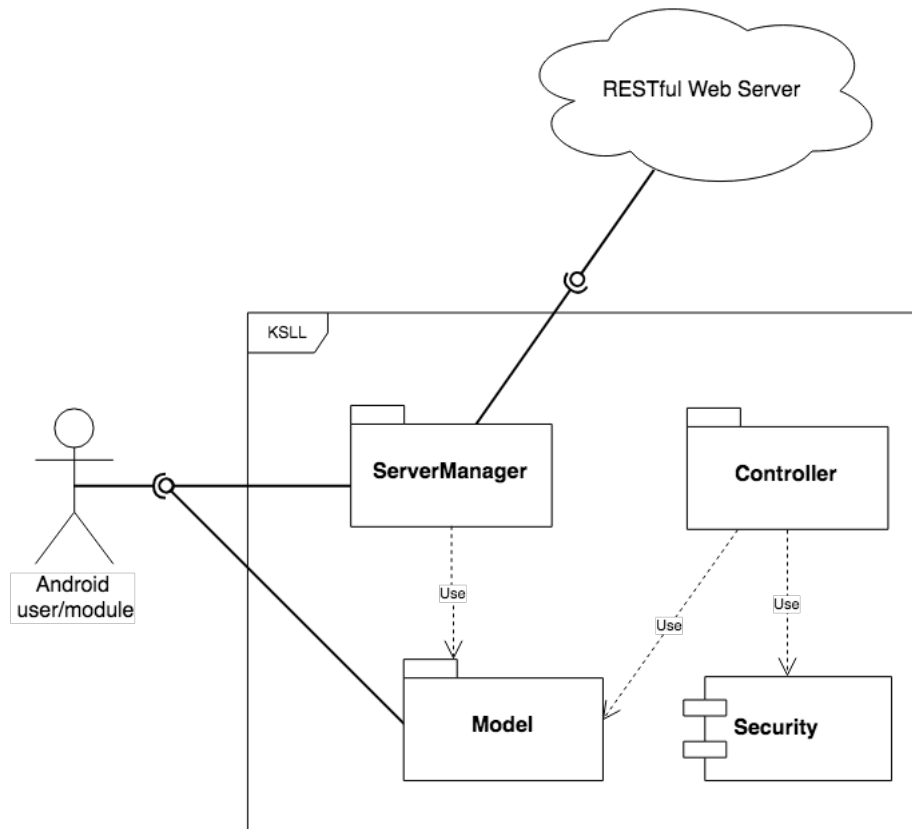 RESTful Web Server
KSLL
ServerManager
Controller
Android
user/module
Use
Use
Use
Model
Security